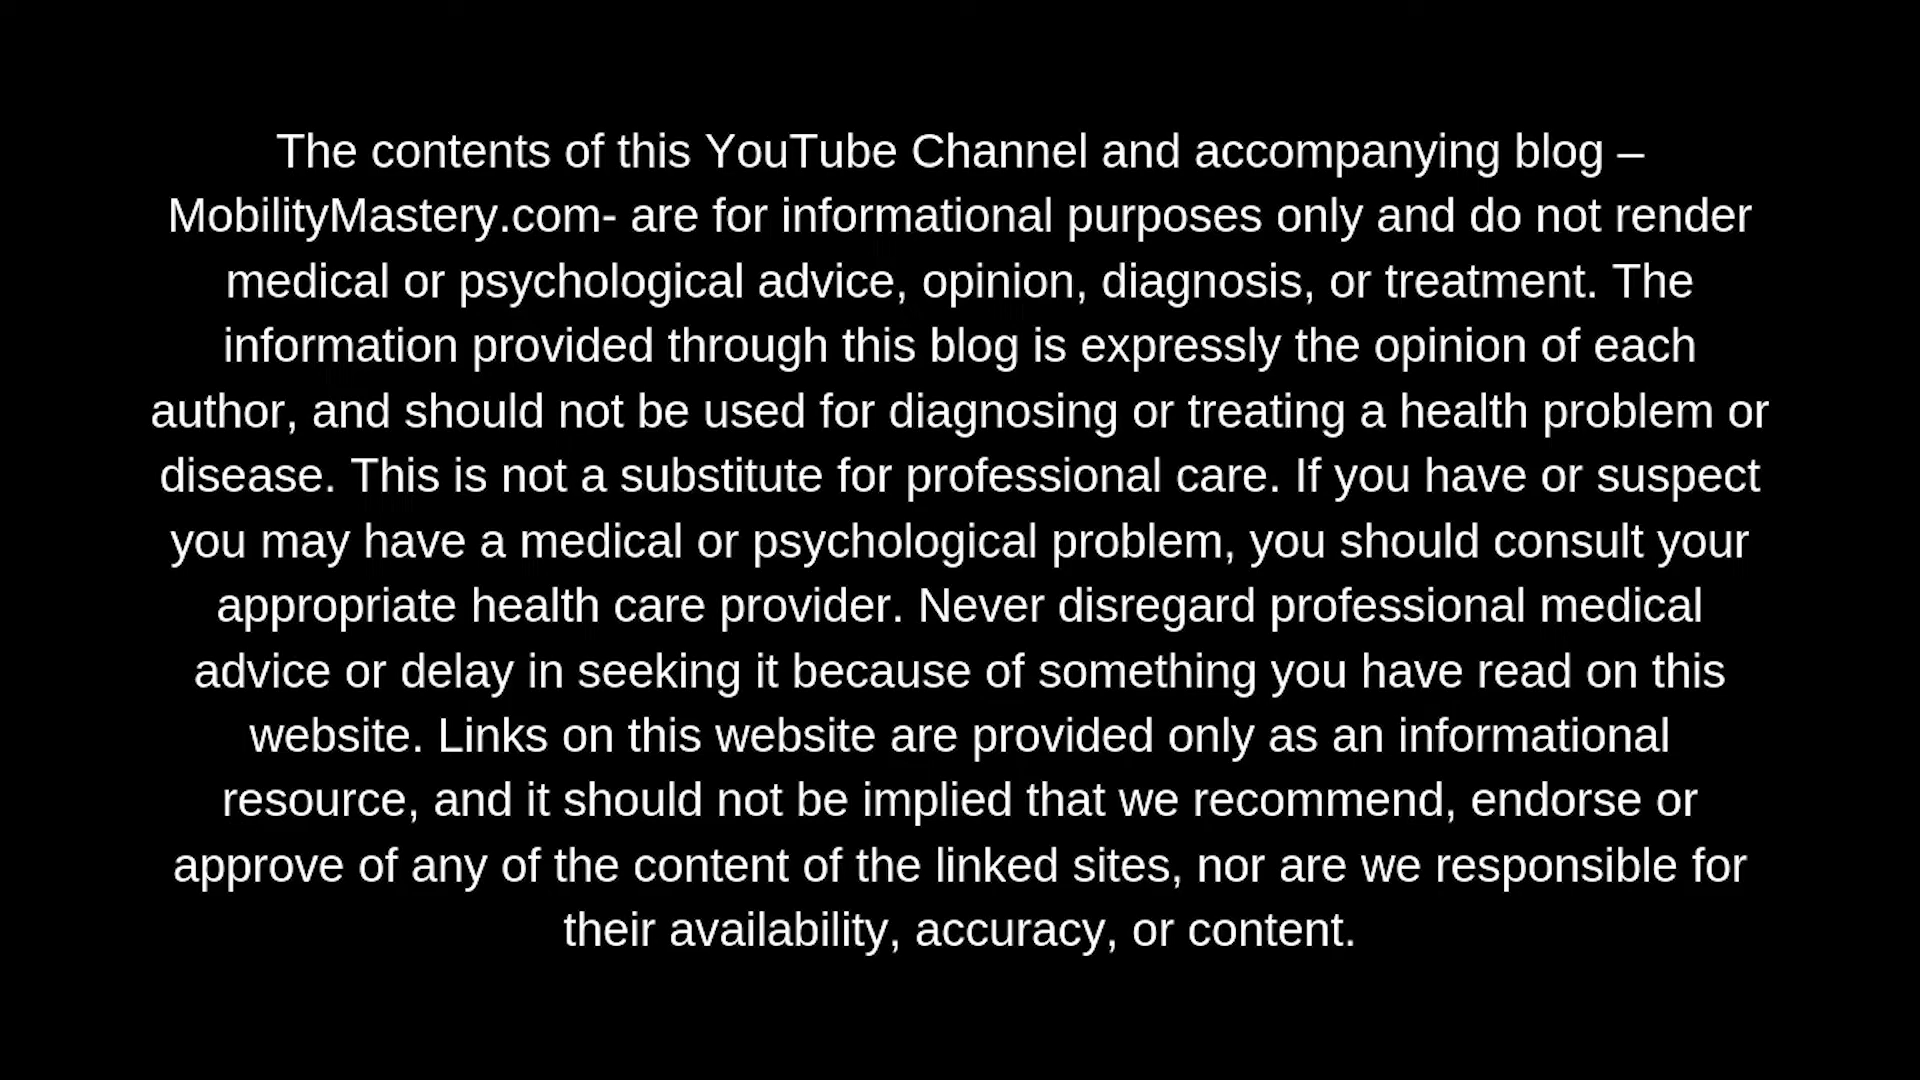 The contents of this YouTube Channel and accompanying blog –
MobilityMastery.com- are for informational purposes only and do not render
medical or psychological advice, opinion, diagnosis, or treatment. The
information provided through this blog is expressly the opinion of each
author, and should not be used for diagnosing or treating a health problem or
disease. This is not a substitute for professional care. If you have or suspect
you may have a medical or psychological problem, you should consult your
appropriate health care provider. Never disregard professional medical
advice or delay in seeking it because of something you have read on this
website. Links on this website are provided only as an informational
resource, and it should not be implied that we recommend, endorse or
approve of any of the content of the linked sites, nor are we responsible for
their availability, accuracy, or content.